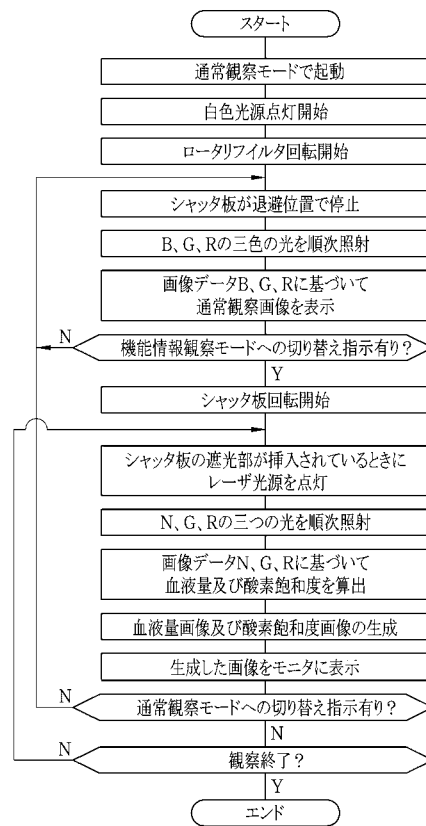 スタート
通常観察モードで起動
白色光源点灯開始
ロータリフイルタ回転開始
シャッタ板が退避位置で停止
B、G、Rの三色の光を順次照射
画像データB、G、Rに基づいて
通常観察画像を表示
N
機能情報観察モードへの切り替え指示有り？
Y
シャッタ板回転開始
シャッタ板の遮光部が挿入されているときに
レーザ光源を点灯
N、G、Rの三つの光を順次照射
画像データN、G、Rに基づいて
血液量及び酸素飽和度を算出
血液量画像及び酸素飽和度画像の生成
生成した画像をモニタに表示
N
通常観察モードへの切り替え指示有り？
N
N
観察終了？
Y
エンド